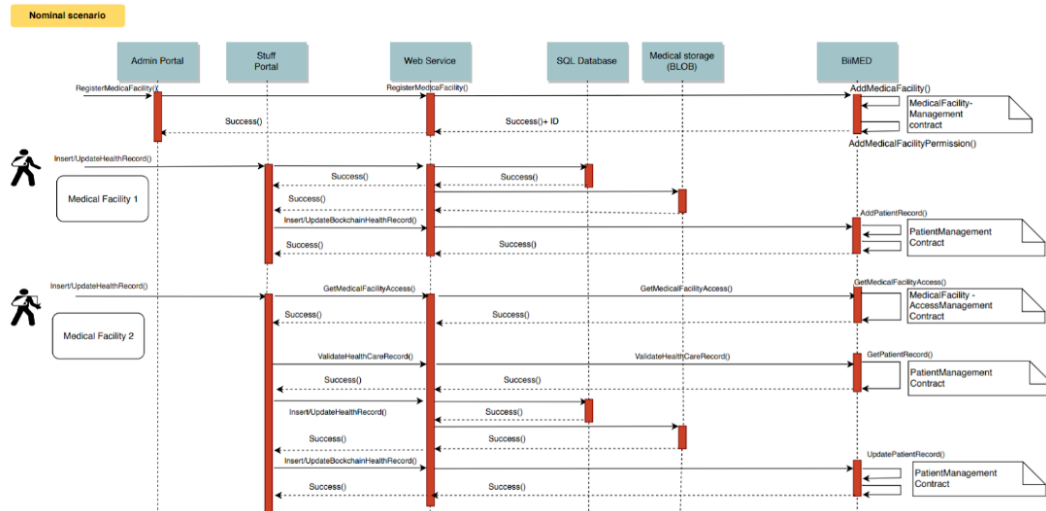 Nominal scenario
Admin Portal
Stuff
Portal
Web Service
SQL Database
Medical storage
(BLOB)
BiiMED
RegisterMedicaFacility()
RegisterMedicaFacility()
AddMedicaFacility()
MedicalFacility-
Management
contract
Success()
Success()+ ID
AddMedicalFacilityPermission()
Insert/UpdateHealthRecord()
Medical Facility 1
Success()
Success()
Success()
Success()
Insert/UpdateBockchainHealthRecord()
AddPatientRecord()
PatientManagement
Contract
Success()
Success()
Insert/UpdateHealthRecord()
Medical Facility 2
GetMedicalFacilityAccess()
GetMedicalFacilityAccess()
GetMedicalFacilityAccess()
MedicalFacility -
AccessManagement
Contract
Success()
Success()
ValidateHealthCareRecord()
ValidateHealthCareRecord()
GetPatientRecord()
PatientManagement
Contract
Success()
Success()
Insert/UpdateHealthRecord()
Success()
Success()
Success()
Insert/UpdateBockchainHealthRecord()
UpdatePatientRecord()
PatientManagement
Contract
Success()
Success()